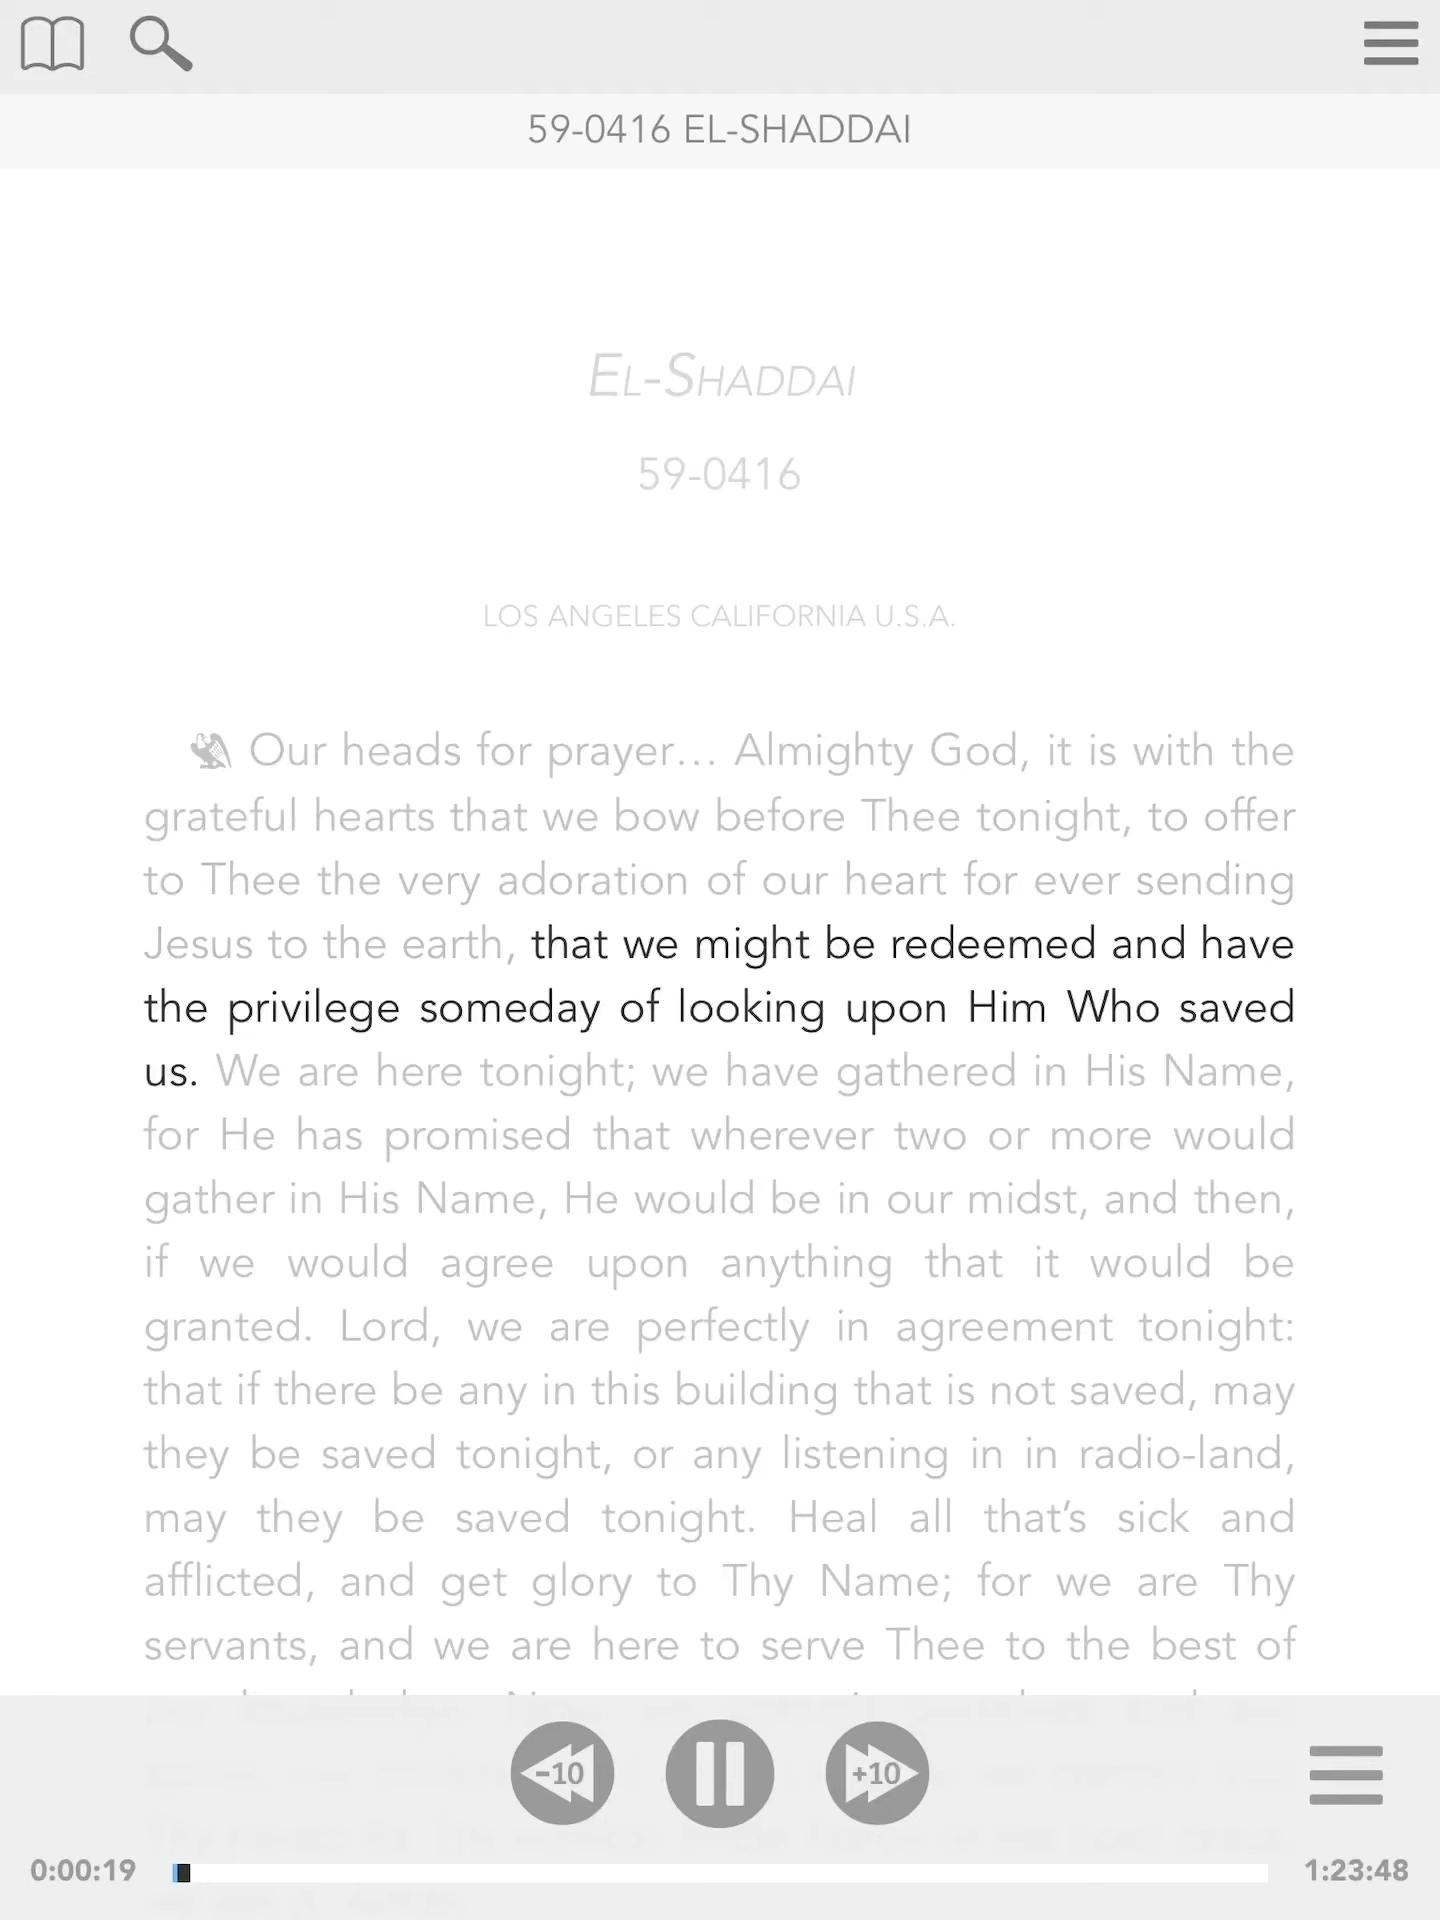 59-0416 EL-SHADDAI
EL-SHADDAI
59-0416
LOS ANGELES CALIFORNIA U.S.A.
Our heads for prayer… Almighty God, it is with the
grateful hearts that we bow before Thee tonight, to offer
to Thee the very adoration of our heart for ever sending
Jesus to the earth, that we might be redeemed and have
the privilege someday of looking upon Him Who saved
us. We are here tonight; we have gathered in His Name,
for He has promised that wherever two or more would
gather in His Name, He would be in our midst, and then,
if we would agree upon anything that it would be
granted. Lord, we are perfectly in agreement tonight:
that if there be any in this building that is not saved, may
they be saved tonight, or any listening in in radio-land,
may they be saved tonight. Heal all that’s sick and
afflicted, and get glory to Thy Name; for we are Thy
servants, and we are here to serve Thee to the best of
-10 +10
0:00:19 1:23:48